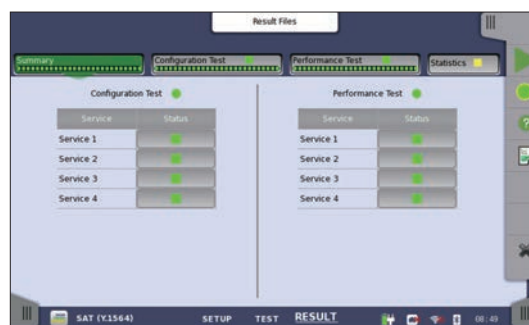 Result Files
Summary
Configuration Test
Performance Test
Statistics
Configuration Test
Performance Test
Service Status
Service 1
Service 2
Service 3
Service 4
Service Status
Service 1
Service 2
Service 3
Service 4
SAT (Y.1564)
SETUP
TEST
RESULT
08:49